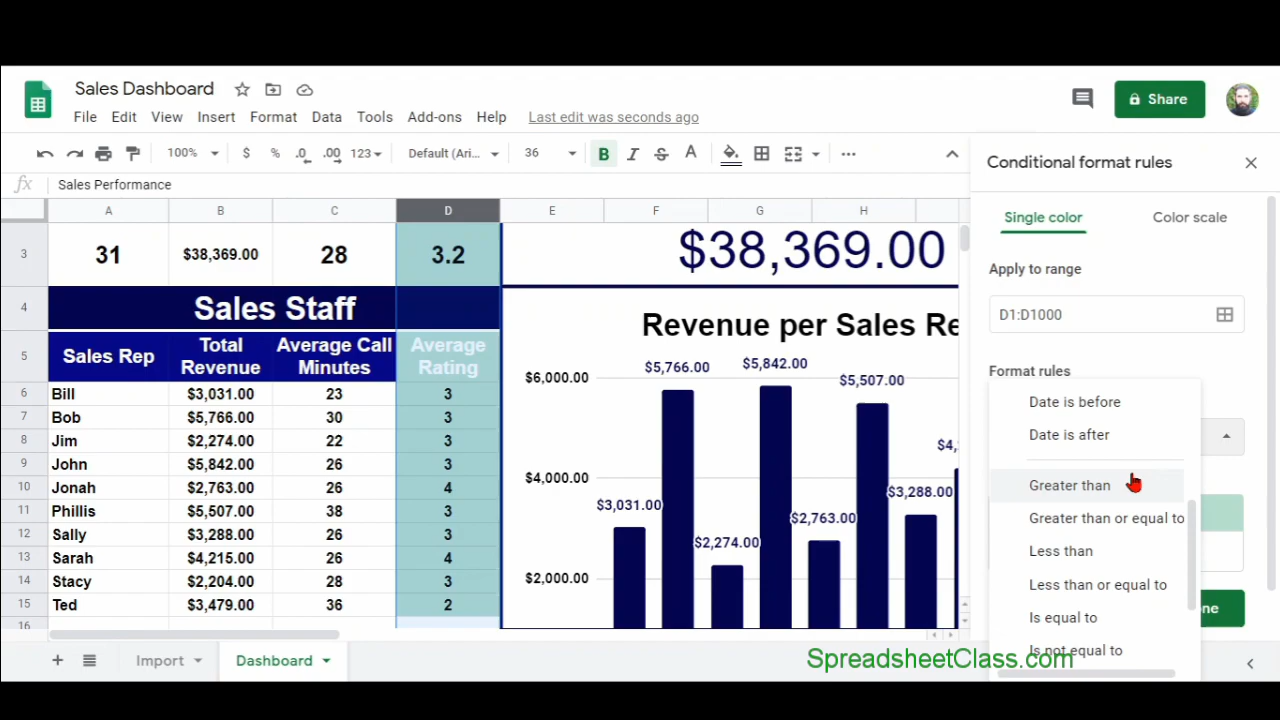 Sales Dashboard
Share
File Edit View Insert Format Data Tools Add-ons Help Last edit was seconds ago
100% $ % .0 .00 123 Default (Ari... 36 B I S A
Conditional format rules
fx Sales Performance
A B C D E F G H
Single color Color scale
3 31 $38,369.00 28 3.2 $38,369.00
Apply to range
D1:D1000
4 Sales Staff
Revenue per Sales Re
5 Sales Rep Total Revenue Average Call Minutes Average Rating
Format rules
$6,000.00 $5,766.00 $5,842.00 $5,507.00
6 Bill $3,031.00 23 3
Date is before
7 Bob $5,766.00 30 3
Date is after
8 Jim $2,274.00 22 3
$4,
9 John $5,842.00 26 3
$4,000.00
Greater than
10 Jonah $2,763.00 26 4
$3,031.00 $2,274.00 $2,763.00 $3,288.00
11 Phillis $5,507.00 38 3
Greater than or equal to
12 Sally $3,288.00 26 3
Less than
13 Sarah $4,215.00 26 4
14 Stacy $2,204.00 28 3
$2,000.00
Less than or equal to
15 Ted $3,479.00 36 2
ne
Is equal to
16
Is not equal to
Import Dashboard
SpreadsheetClass.com